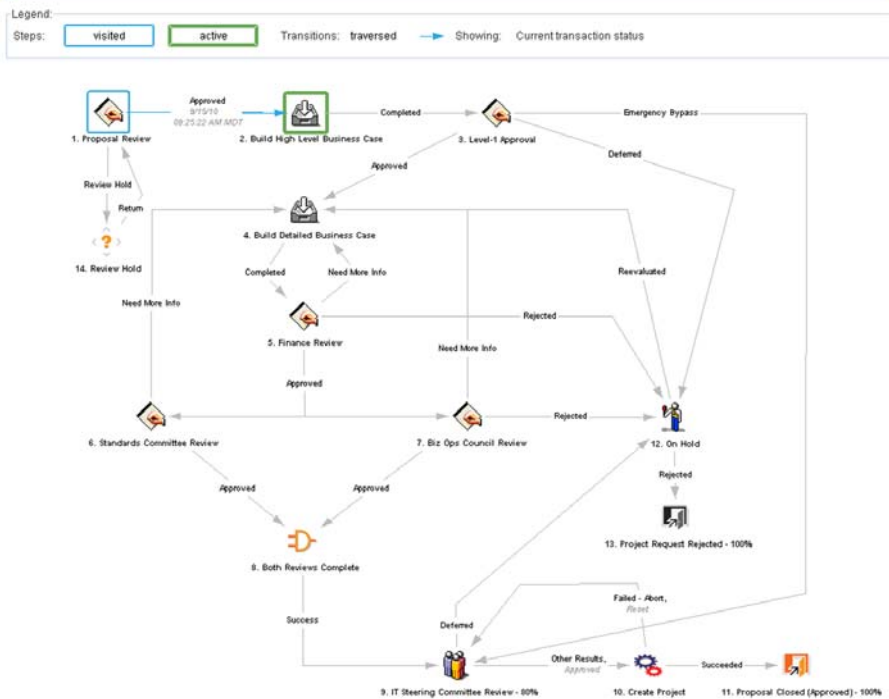 Legend:
Steps: visited active Transitions: traversed Showing: Current transaction status
Approved
9/15/10
09:25:22 AM MDT
Completed
Emergency Bypass
1. Proposal Review
2. Build High Level Business Case
3. Level-1 Approval
Deferred
Approved
Review Hold
Return
4. Build Detailed Business Case
14. Review Hold
Completed
Need More Info
Reevaluated
Need More Info
Rejected
5. Finance Review
Need More Info
Approved
Rejected
6. Standards Committee Review
7. Biz Ops Council Review
12. On Hold
Rejected
Approved
Approved
13. Project Request Rejected - 100%
8. Both Reviews Complete
Failed - Abort,
Reset
Success
Deferred
Other Results,
Approved
Succeeded
9. IT Steering Committee Review - 80%
10. Create Project
11. Proposal Closed (Approved) - 100%